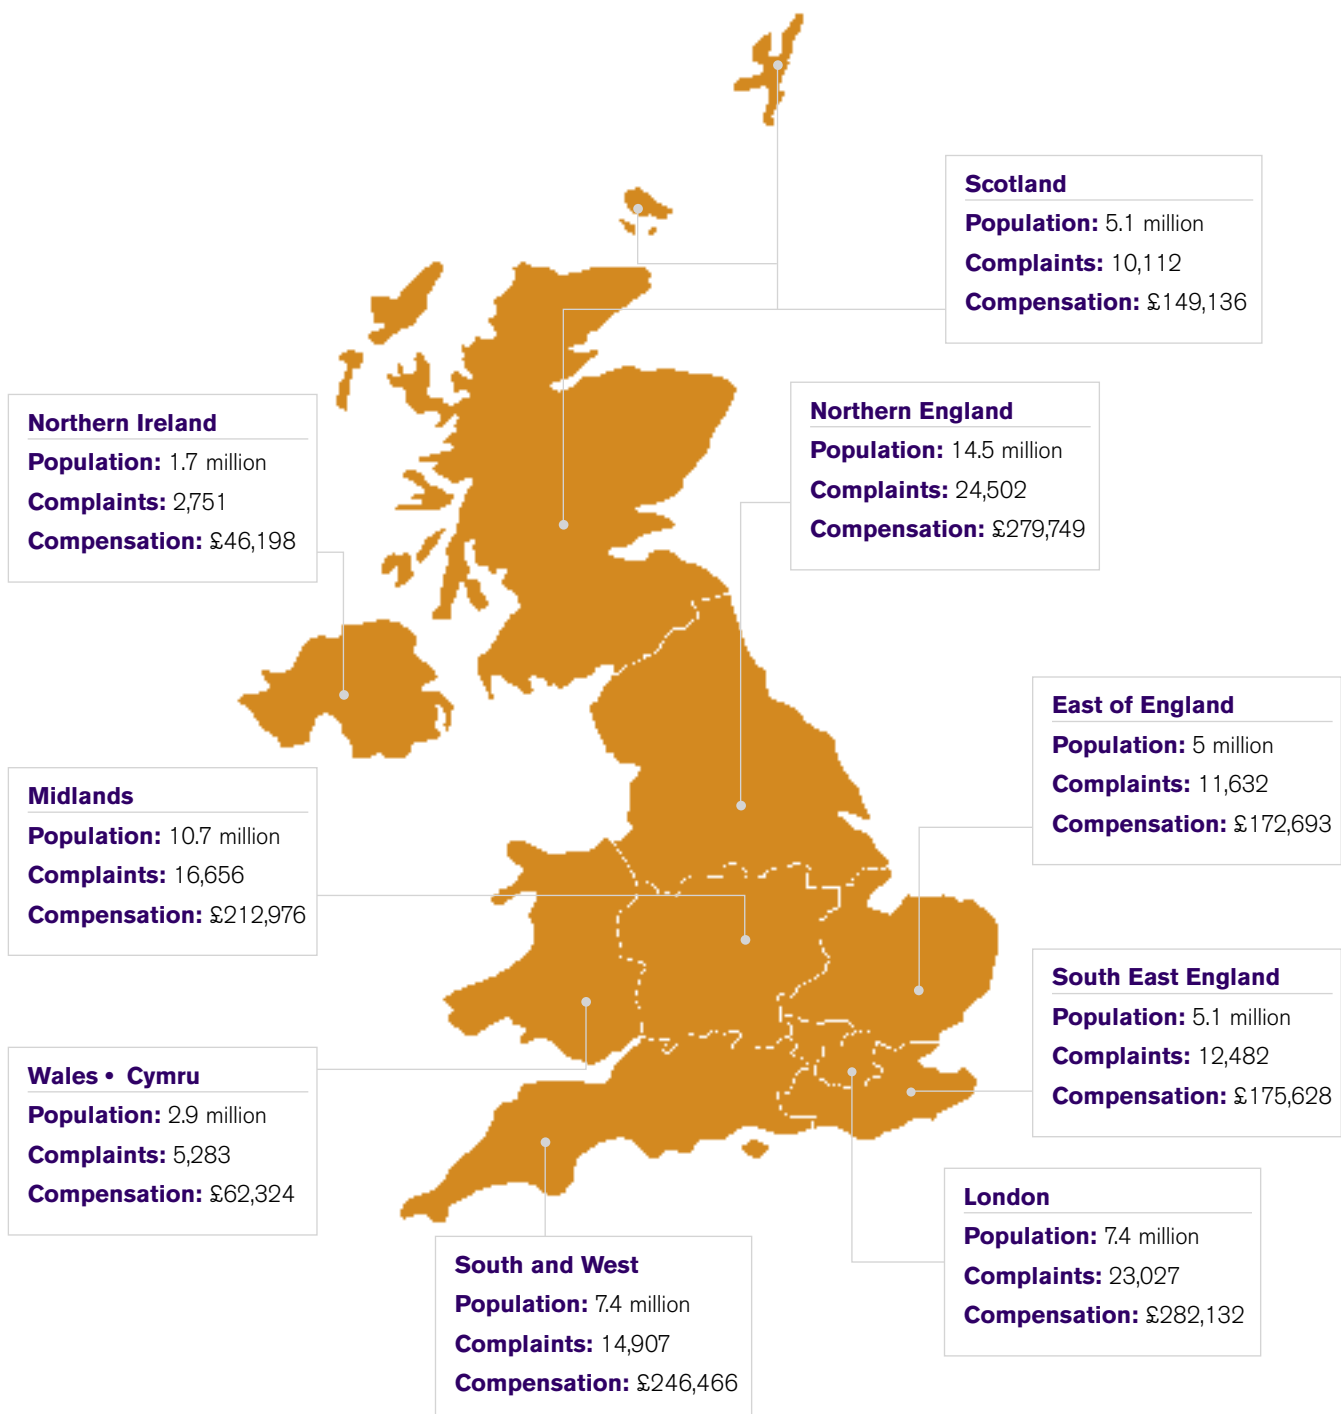 Scotland
Population: 5.1 million
Complaints: 10,112
Compensation: £149,136
Northern England
Population: 14.5 million
Complaints: 24,502
Compensation: £279,749
Northern Ireland
Population: 1.7 million
Complaints: 2,751
Compensation: £46,198
East of England
Population: 5 million
Complaints: 11,632
Compensation: £172,693
Midlands
Population: 10.7 million
Complaints: 16,656
Compensation: £212,976
South East England
Population: 5.1 million
Complaints: 12,482
Compensation: £175,628
Wales • Cymru
Population: 2.9 million
Complaints: 5,283
Compensation: £62,324
London
Population: 7.4 million
Complaints: 23,027
Compensation: £282,132
South and West
Population: 7.4 million
Complaints: 14,907
Compensation: £246,466